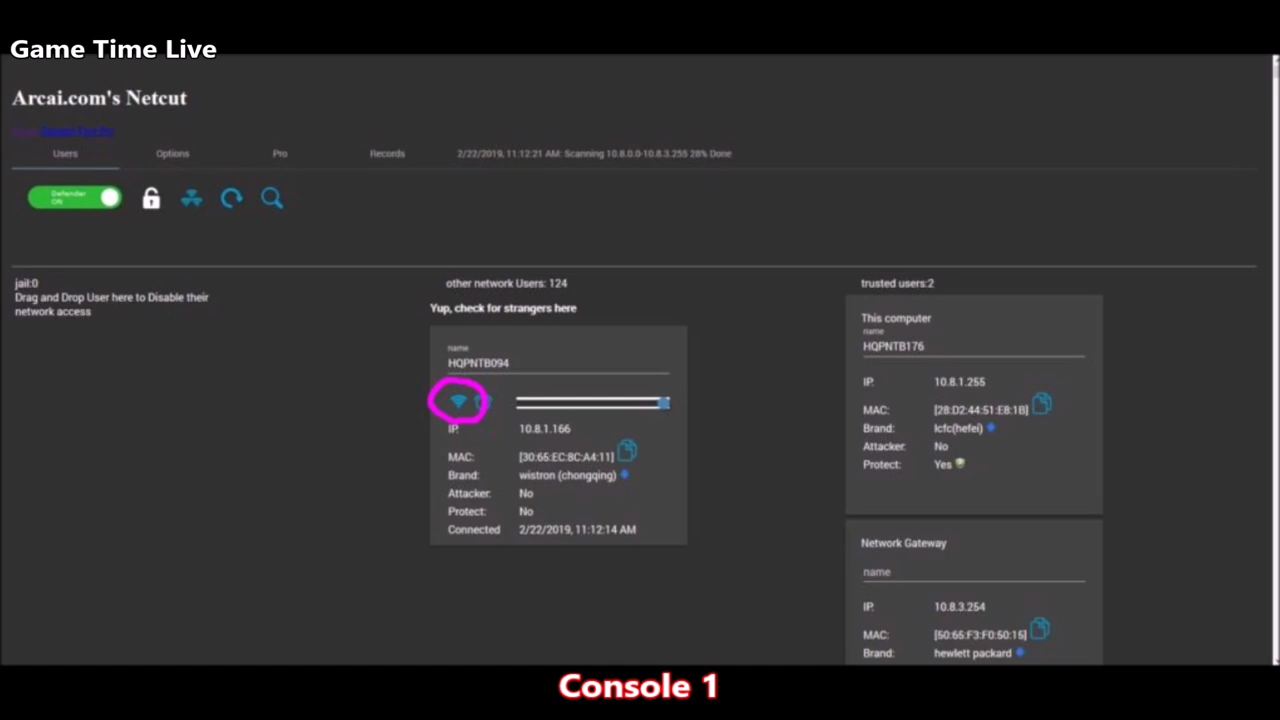 Game Time Live
Arcai.com's Netcut
Users
Options
Pro
Records
2/22/2019, 11:12:21 AM: Scanning 10.8.0.0-10.8.3.255 28% Done
Defender
ON
jail:0
Drag and Drop User here to Disable their
network access
other network Users: 124
Yup, check for strangers here
name
HQPNTB094
IP:
10.8.1.166
MAC:
[30:65:EC:8C:A4:11]
Brand:
wistron (chongqing)
Attacker:
No
Protect:
No
Connected
2/22/2019, 11:12:14 AM
trusted users:2
This computer
name
HQPNTB176
IP:
10.8.1.255
MAC:
[28:D2:44:51:E8:1B]
Brand:
lcfc(hefei)
Attacker:
No
Protect:
Yes
Network Gateway
name
IP:
10.8.3.254
MAC:
[50:65:F3:F0:50:15]
Brand:
hewlett packard
Console 1